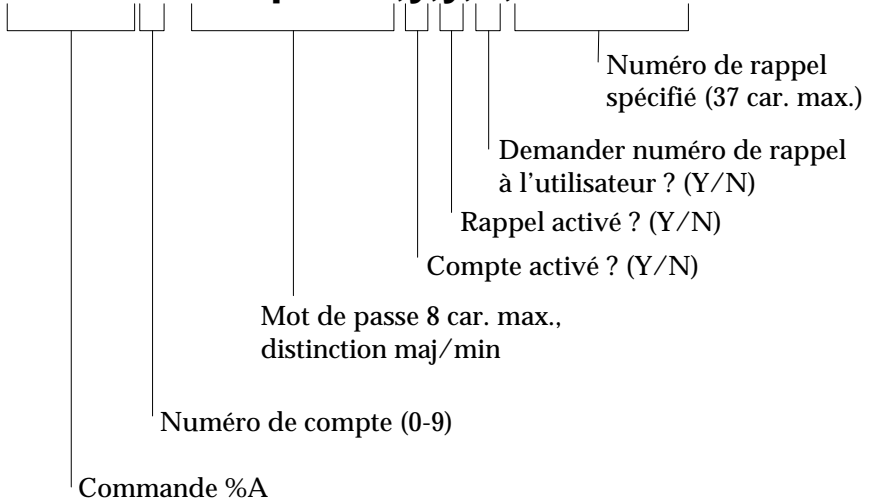 Numéro de rappel
spécifié (37 car. max.)
Demander numéro de rappel
à l'utilisateur ? (Y/N)
Rappel activé ? (Y/N)
Compte activé ? (Y/N)
Mot de passe 8 car. max.,
distinction maj/min
Numéro de compte (0-9)
Commande %A